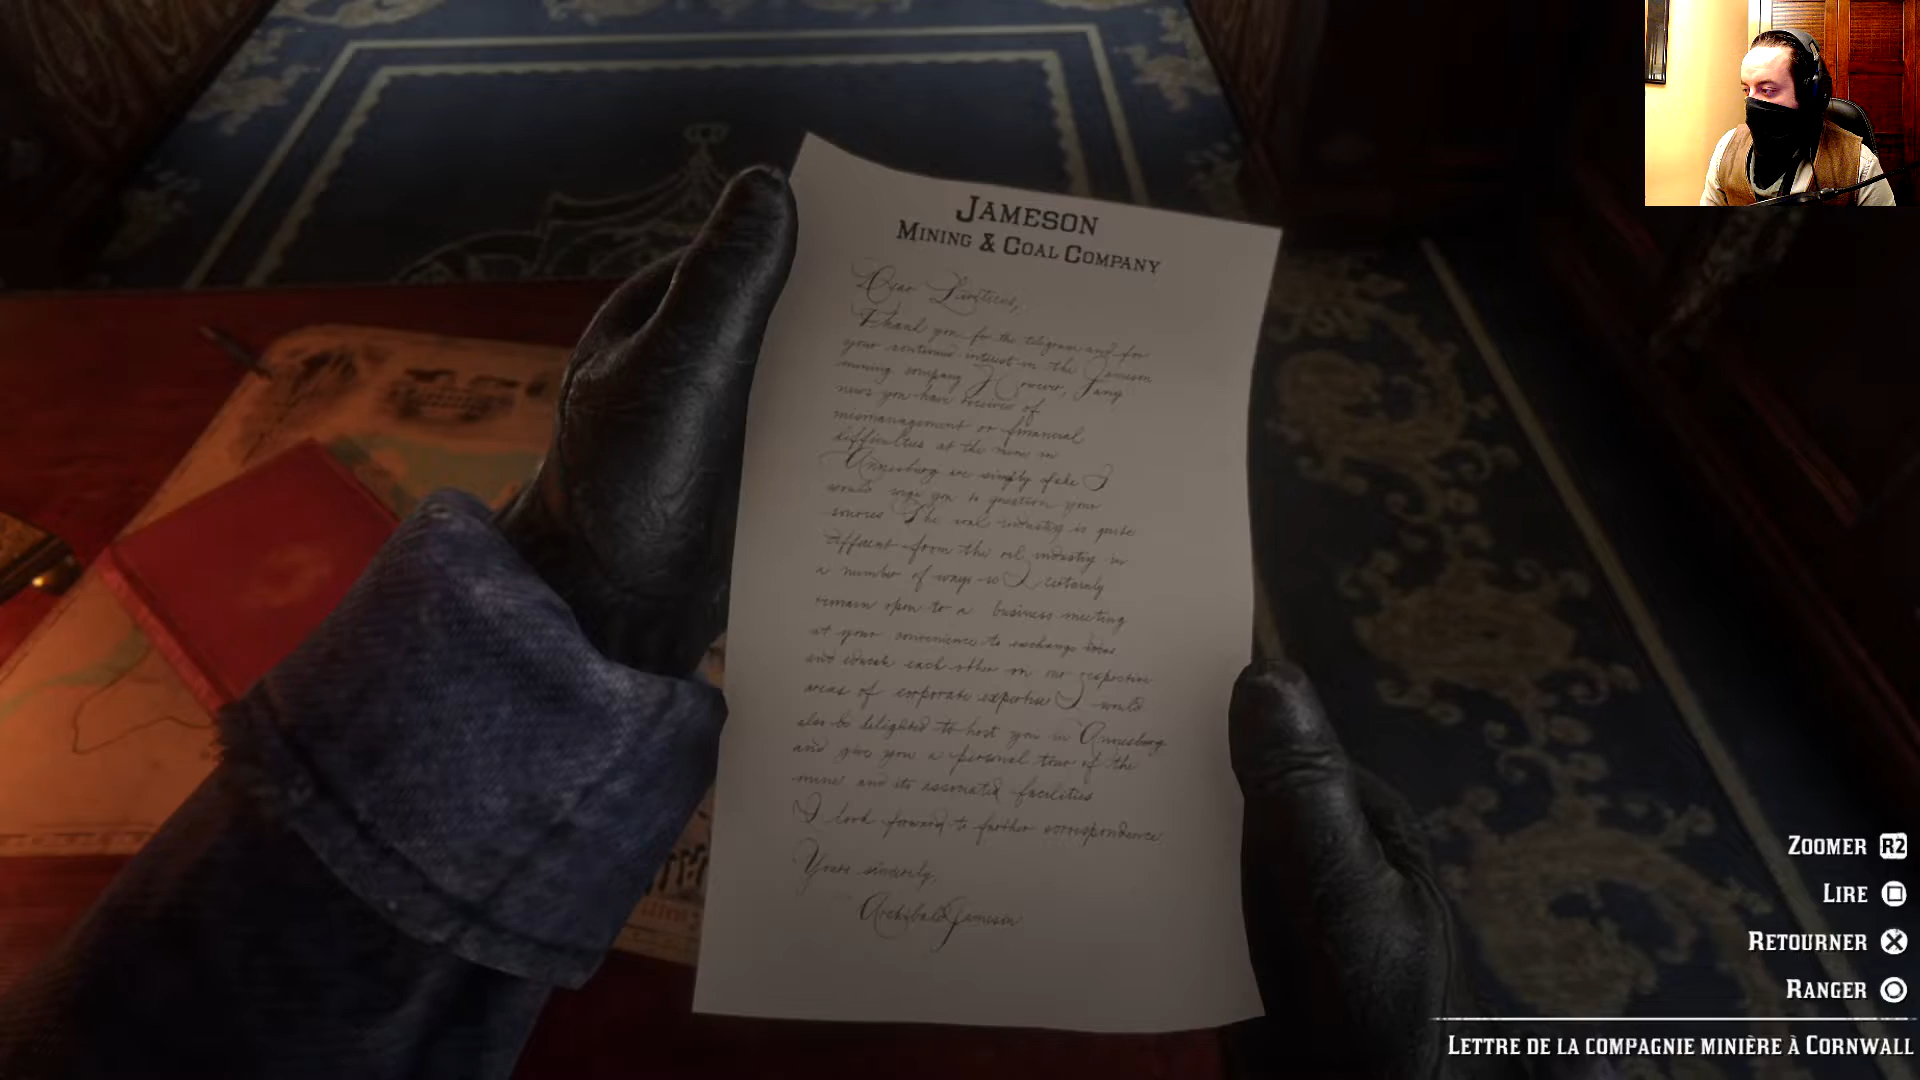 JAMESON
MINING & COAL COMPANY
Dear Leviticus,
Thank you for the telegram and for
your continued interest in the Jameson
mining company However, any
news you have received of
mismanagement or financial
difficulties at the mine in
Annesburg are simply fake I
would urge you to question your
sources The coal industry is quite
different from the oil industry in
a number of ways so I certainly
remain open to a business meeting
at your convenience to exchange ideas
and educate each other on our respective
areas of corporate expertise I would
also be delighted to host you in Annesburg
and give you a personal tour of the
mine and its associated facilities
I look forward to further correspondence.
Yours sincerely,
Archibald Jameson
ZOOMER R2
LIRE
RETOURNER
RANGER
LETTRE DE LA COMPAGNIE MINIÈRE À CORNWALL